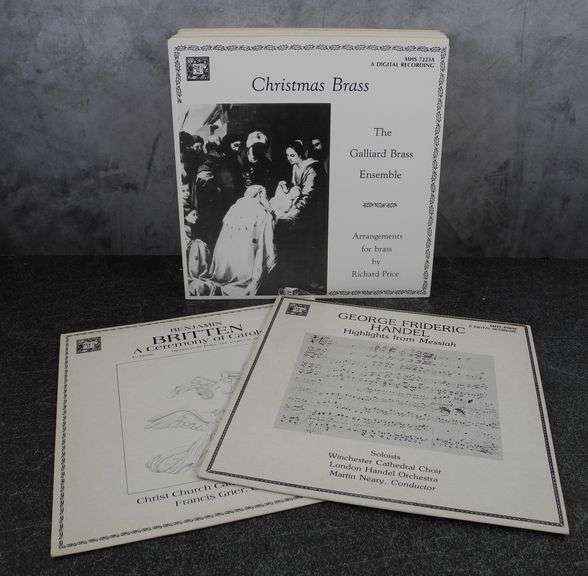 MHS 7223A
A DIGITAL RECORDING
Christmas Brass
The
Galliard Brass
Ensemble
Arrangements
for brass
by
Richard Price
BENJAMIN
BRITTEN
A Ceremony of Carols
GEORGE FRIDERIC
HANDEL
Highlights from Messiah
A DIGITAL RECORDING
Soloists
Winchester Cathedral Choir
London Handel Orchestra
Martin Neary, Conductor
Christ Church
Francis Grier,